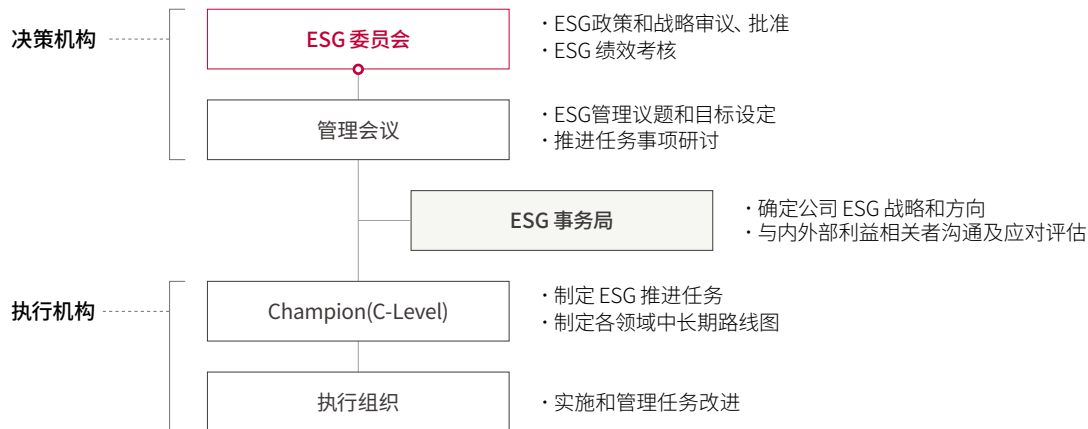 决策机构
ESG 委员会
· ESG政策和战略审议、批准
· ESG 绩效考核
管理会议
· ESG管理议题和目标设定
· 推进任务事项研讨
ESG 事务局
· 确定公司 ESG 战略和方向
· 与内外部利益相关者沟通及应对评估
执行机构
Champion(C-Level)
· 制定 ESG 推进任务
· 制定各领域中长期路线图
执行组织
· 实施和管理任务改进